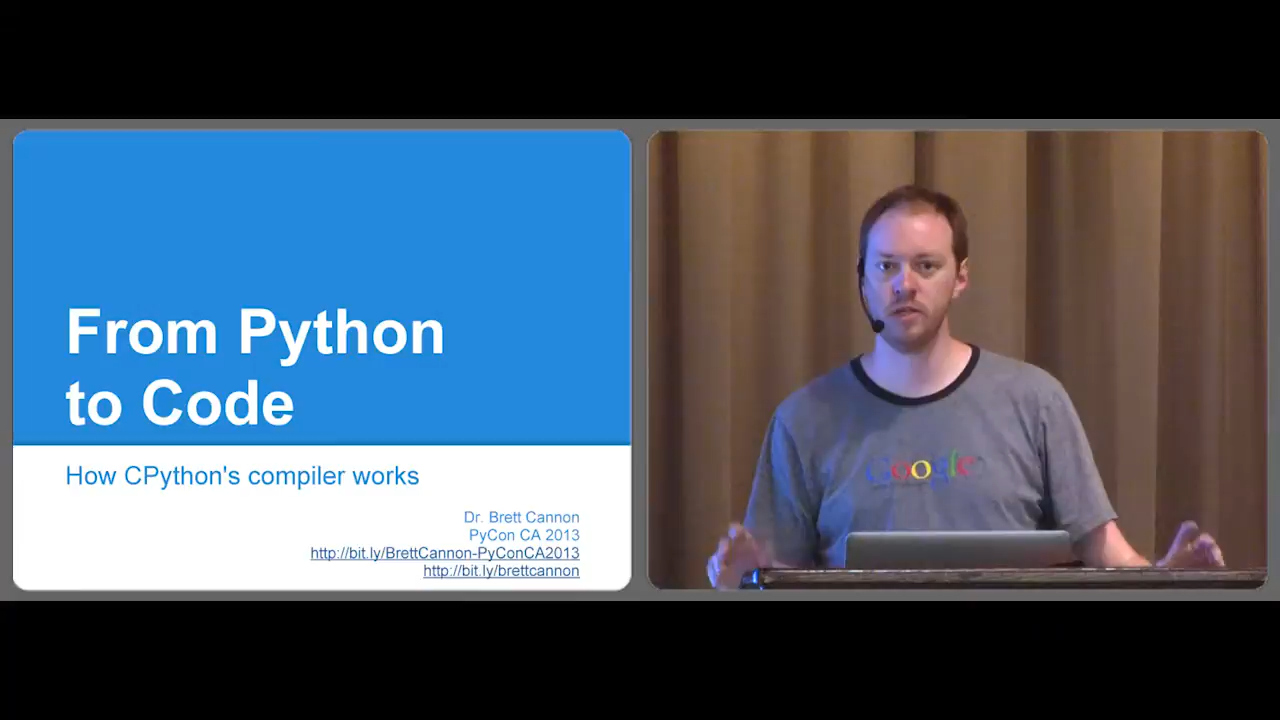 From Python
to Code
How CPython's compiler works
Dr. Brett Cannon
PyCon CA 2013
http://bit.ly/BrettCannon-PyConCA2013
http://bit.ly/brettcannon
Google